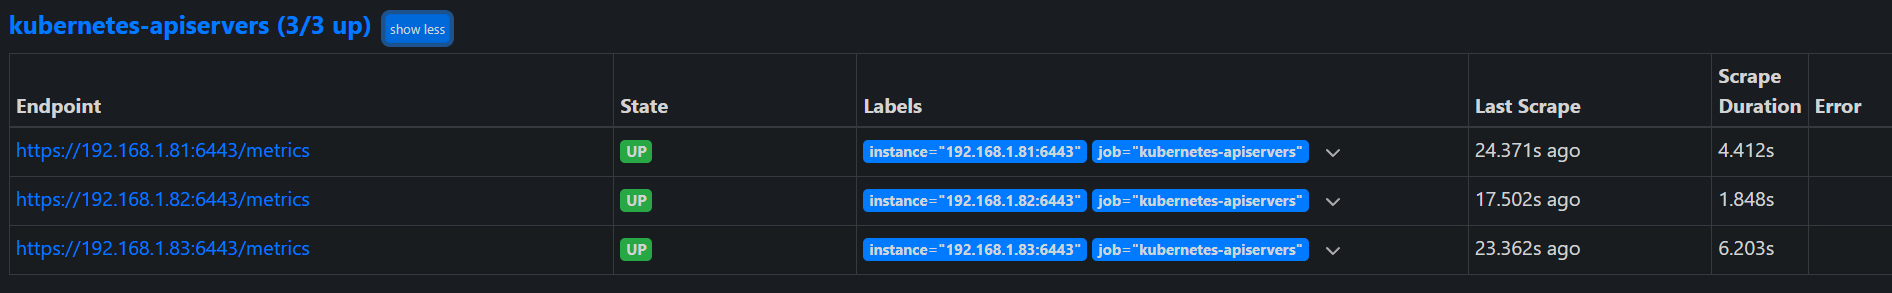 kubernetes-apiservers (3/3 up) show less
Endpoint State Labels Last Scrape Scrape Duration Error
https://192.168.1.81:6443/metrics UP instance="192.168.1.81:6443" job="kubernetes-apiservers" 24.371s ago 4.412s
https://192.168.1.82:6443/metrics UP instance="192.168.1.82:6443" job="kubernetes-apiservers" 17.502s ago 1.848s
https://192.168.1.83:6443/metrics UP instance="192.168.1.83:6443" job="kubernetes-apiservers" 23.362s ago 6.203s